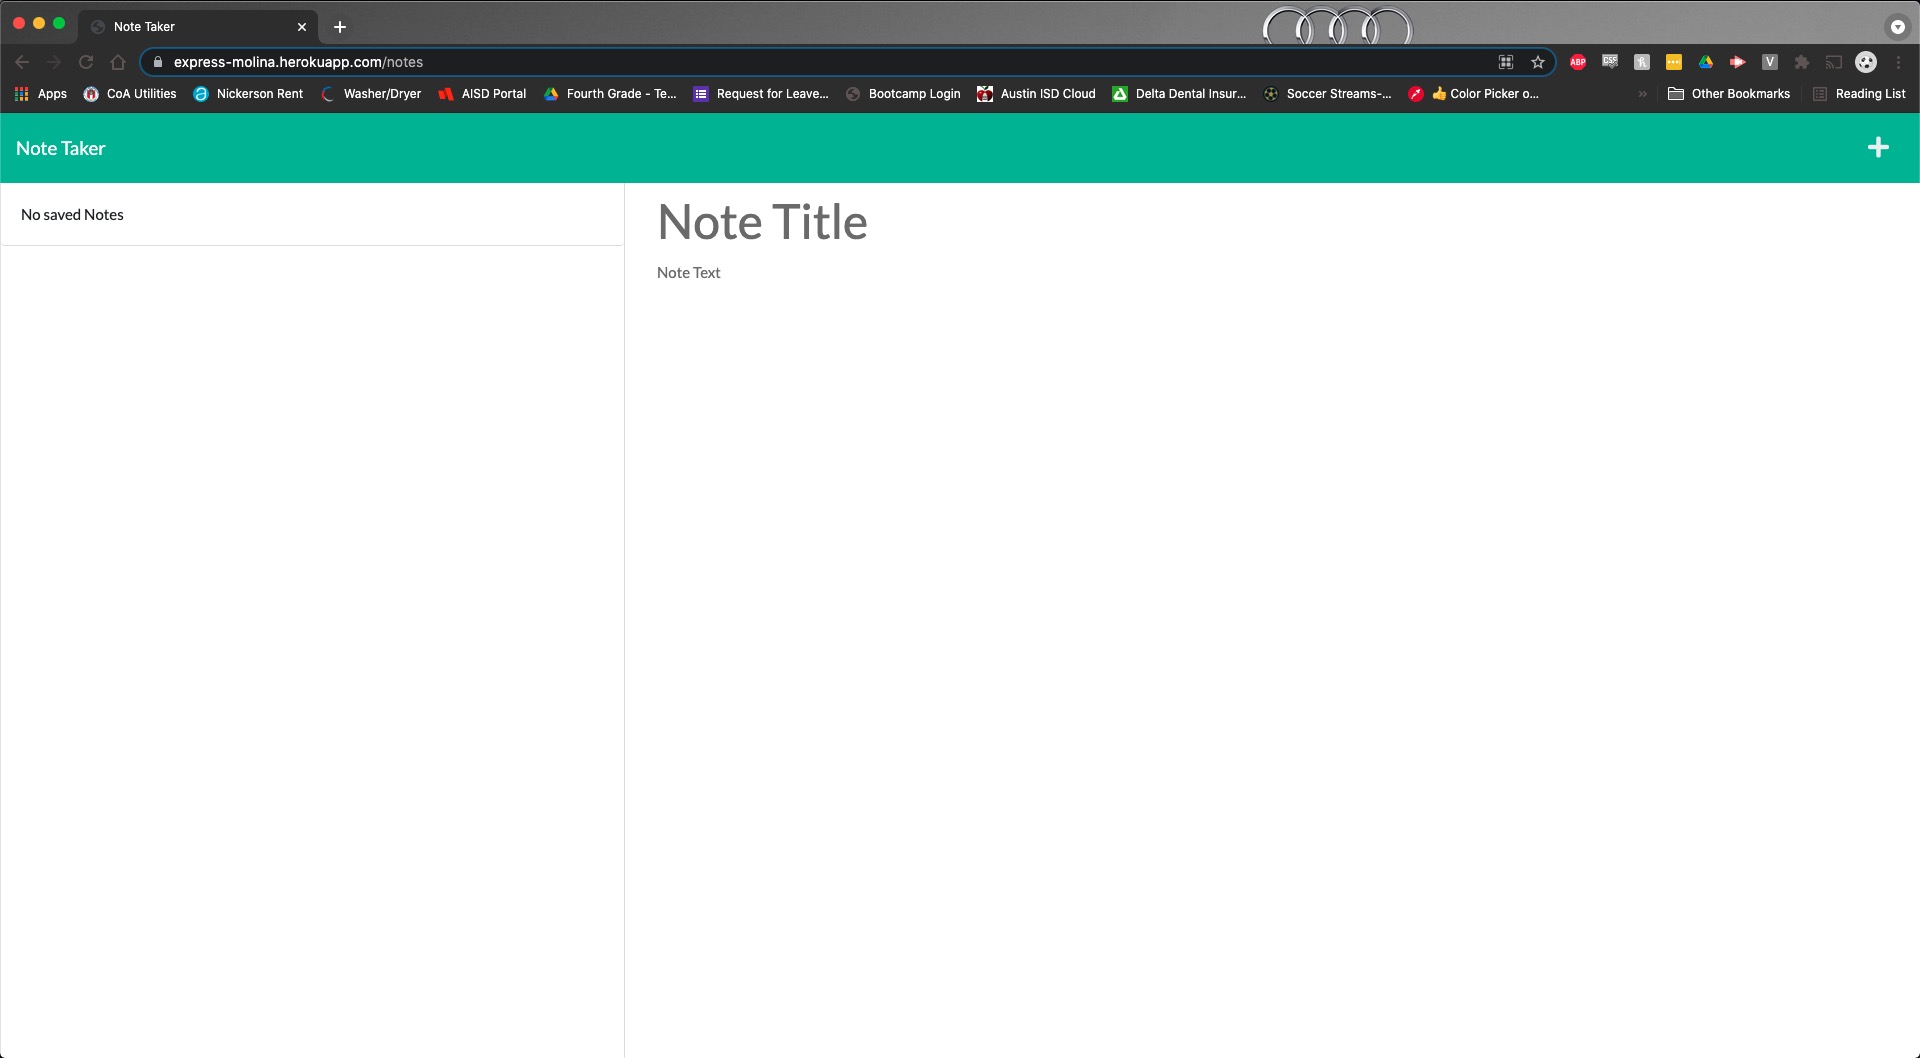 Note Taker
express-molina.herokuapp.com/notes
ABP CSS V
Apps CoA Utilities Nickerson Rent Washer/Dryer AISD Portal Fourth Grade - Te... Request for Leave... Bootcamp Login Austin ISD Cloud Delta Dental Insur... Soccer Streams-... 👍 Color Picker o... » Other Bookmarks Reading List
Note Taker
No saved Notes
Note Title
Note Text